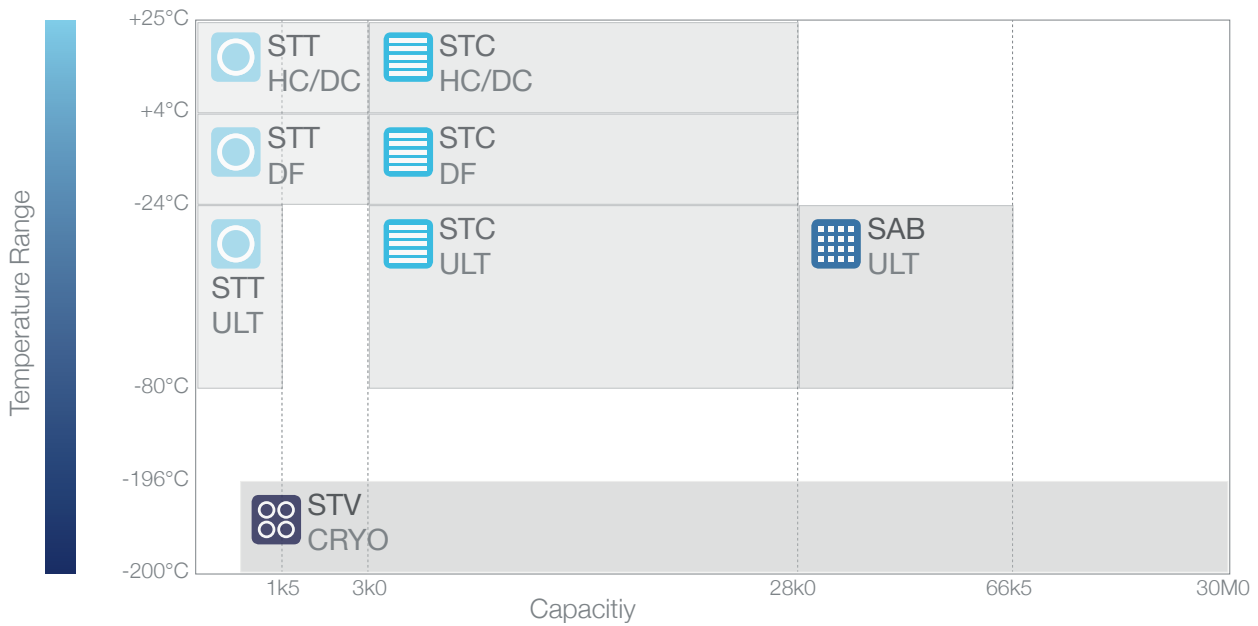 +25°C
STT
HC/DC
STC
HC/DC
+4°C
STT
DF
STC
DF
-24°C
STT
ULT
STC
ULT
SAB
ULT
Temperature Range
-80°C
-196°C
STV
CRYO
-200°C
1k5
3k0
28k0
66k5
30M0
Capacitiy